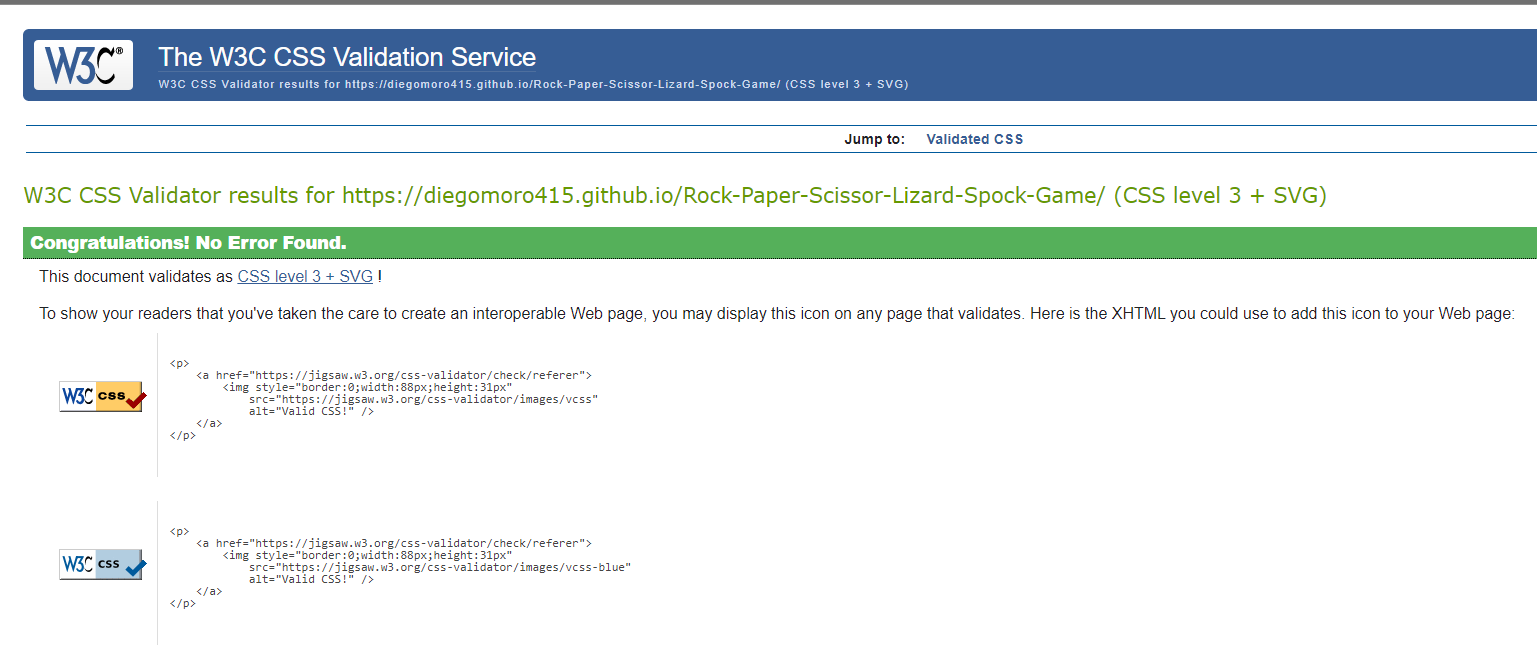 W3C®
The W3C CSS Validation Service
W3C CSS Validator results for https://diegomoro415.github.io/Rock-Paper-Scissor-Lizard-Spock-Game/ (CSS level 3 + SVG)
Jump to: Validated CSS
W3C CSS Validator results for https://diegomoro415.github.io/Rock-Paper-Scissor-Lizard-Spock-Game/ (CSS level 3 + SVG)
Congratulations! No Error Found.
This document validates as CSS level 3 + SVG !
To show your readers that you've taken the care to create an interoperable Web page, you may display this icon on any page that validates. Here is the XHTML you could use to add this icon to your Web page:
W3C css
<p>
<a href="https://jigsaw.w3.org/css-validator/check/referer">
<img style="border:0;width:88px;height:31px"
src="https://jigsaw.w3.org/css-validator/images/vcss"
alt="Valid CSS!" />
</a>
</p>
W3C css
<p>
<a href="https://jigsaw.w3.org/css-validator/check/referer">
<img style="border:0;width:88px;height:31px"
src="https://jigsaw.w3.org/css-validator/images/vcss-blue"
alt="Valid CSS!" />
</a>
</p>